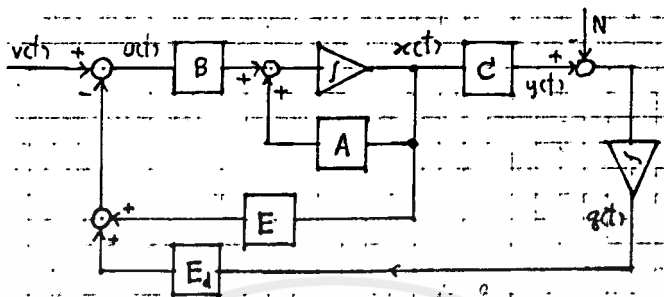 v(t) + u(t) B + ∫ x(t) C + y(t) N
-
+
A
∫
q(t)
+ E
+
E_d